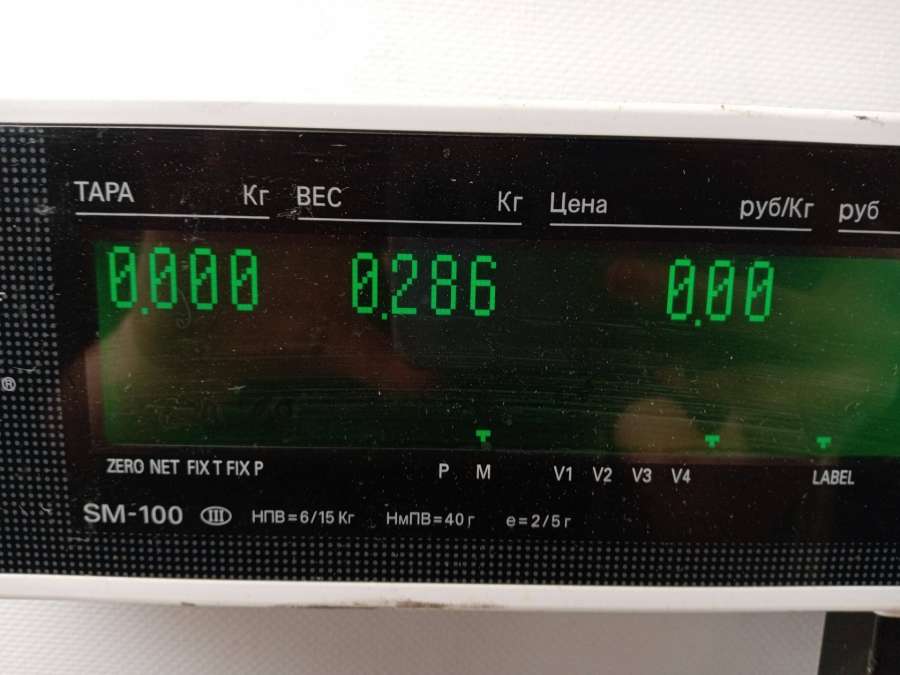 ТАРА Кг ВЕС Кг Цена руб/Кг руб
0.000 0.286 0.00
®
ZERO NET FIX T FIX P P M V1 V2 V3 V4 LABEL
SM-100 III НПВ=6/15 Кг НмПВ=40 г е=2/5 г